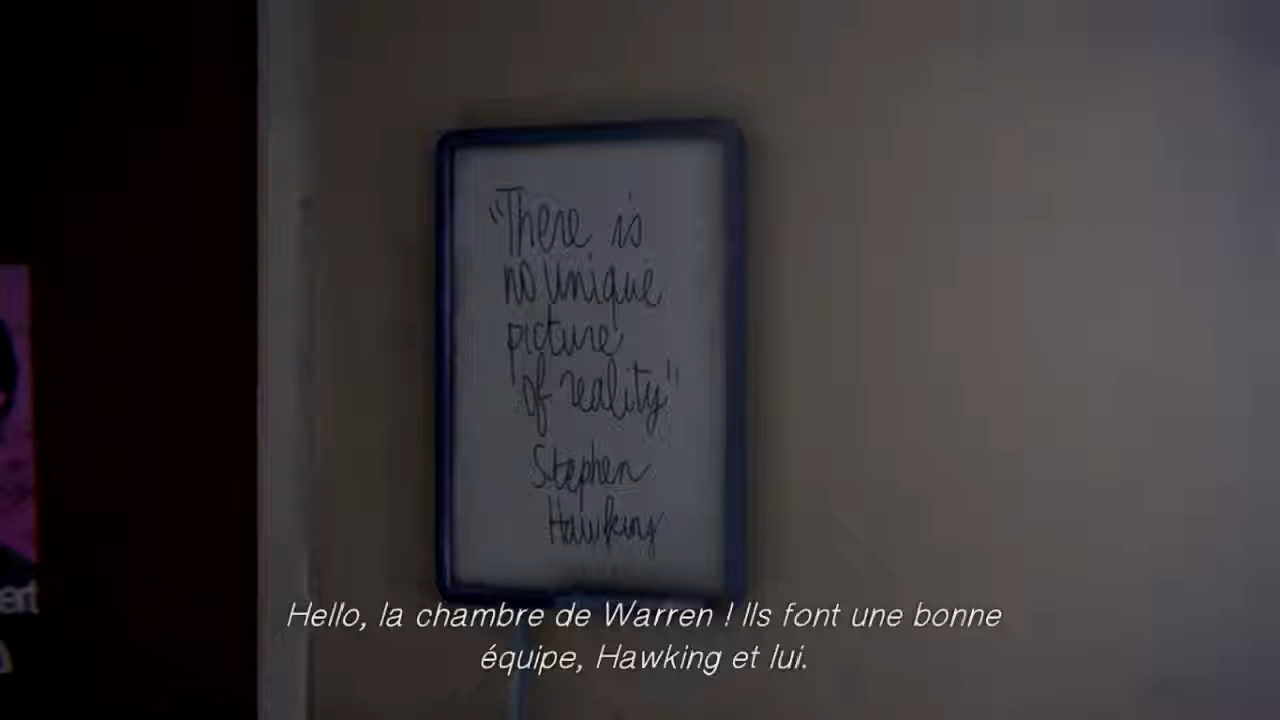 "There is
no unique
picture
of reality"
Stephen
Hawking
Hello, la chambre de Warren ! Ils font une bonne
équipe, Hawking et lui.